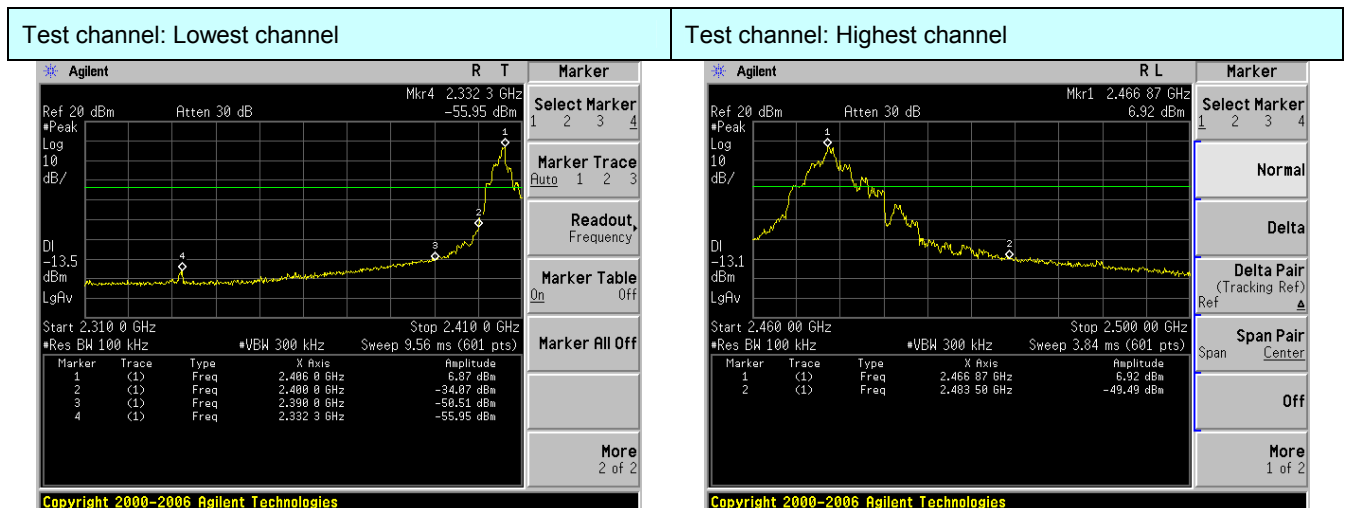 Test channel: Lowest channel
Agilent R T
Mkr4 2.332 3 GHz
Ref 20 dBm Atten 30 dB -55.95 dBm
#Peak
Log
10
dB/
1
2
3
4
DI
-13.5
dBm
LgAv
Start 2.310 0 GHz Stop 2.410 0 GHz
#Res BW 100 kHz #VBW 300 kHz Sweep 9.56 ms (601 pts)
Marker Trace Type X Axis Amplitude
1 (1) Freq 2.406 0 GHz 6.87 dBm
2 (1) Freq 2.400 0 GHz -34.07 dBm
3 (1) Freq 2.390 0 GHz -50.51 dBm
4 (1) Freq 2.332 3 GHz -55.95 dBm
Marker
Select Marker
1 2 3 4
Marker Trace
Auto 1 2 3
Readout
Frequency
Marker Table
On Off
Marker All Off
More
2 of 2
Copyright 2000-2006 Agilent Technologies
Test channel: Highest channel
Agilent R L
Mkr1 2.466 87 GHz
Ref 20 dBm Atten 30 dB 6.92 dBm
#Peak
Log
10
dB/
1
2
DI
-13.1
dBm
LgAv
Start 2.460 00 GHz Stop 2.500 00 GHz
#Res BW 100 kHz #VBW 300 kHz Sweep 3.84 ms (601 pts)
Marker Trace Type X Axis Amplitude
1 (1) Freq 2.466 87 GHz 6.92 dBm
2 (1) Freq 2.483 50 GHz -49.49 dBm
Marker
Select Marker
1 2 3 4
Normal
Delta
Delta Pair
(Tracking Ref)
Ref Δ
Span Pair
Span Center
Off
More
1 of 2
Copyright 2000-2006 Agilent Technologies